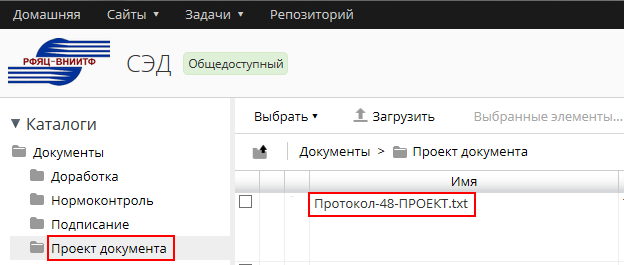 Домашняя Сайты Задачи Репозиторий
РФЯЦ-ВНИИТФ
СЭД Общедоступный
Каталоги
Документы
Доработка
Нормоконтроль
Подписание
Проект документа
Выбрать Загрузить Выбранные элементы...
Документы > Проект документа
Имя
Протокол-48-ПРОЕКТ.txt